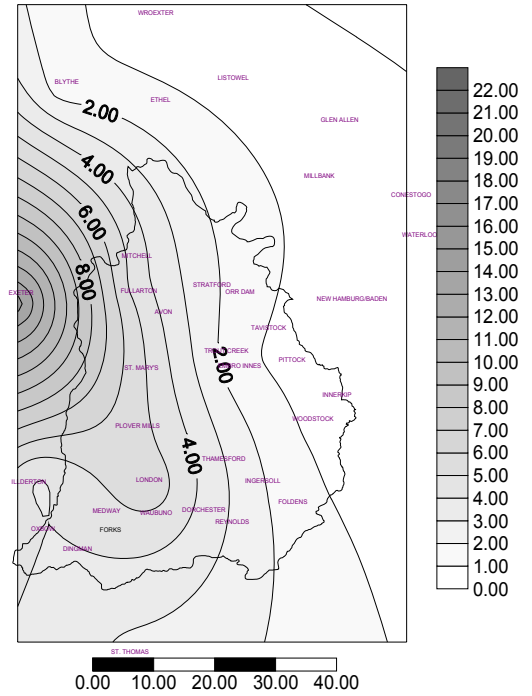 WROEXTER
BLYTHE
LISTOWEL
ETHEL
2.00
GLEN ALLEN
4.00
MILLBANK
CONESTOGO
6.00
WATERLOO
MITCHELL
8.00
EXETER
FULLARTON
STRATFORD
ORR DAM
NEW HAMBURG/BADEN
AVON
TAVISTOCK
2.00
PITTOCK
ST. MARY'S
INNERKIP
WOODSTOCK
PLOVER MILLS
4.00
THAMESFORD
ILLDERTON
LONDON
INGERSOLL
FOLDENS
MEDWAY
WAUBUNO
DORCHESTER
REYNOLDS
OXBOW
FORKS
DINGMAN
ST. THOMAS
0.00 10.00 20.00 30.00 40.00
22.00
21.00
20.00
19.00
18.00
17.00
16.00
15.00
14.00
13.00
12.00
11.00
10.00
9.00
8.00
7.00
6.00
5.00
4.00
3.00
2.00
1.00
0.00